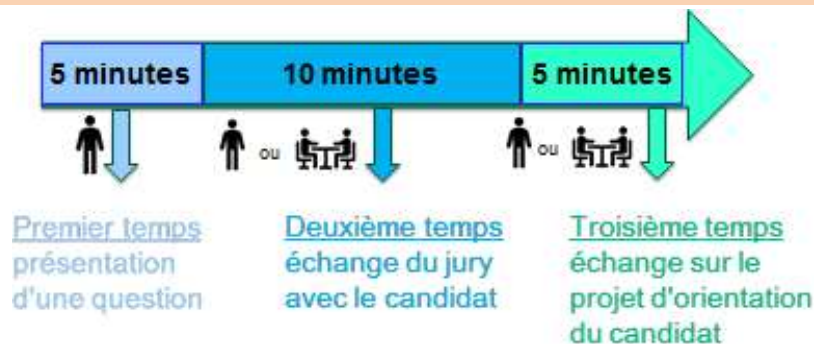 5 minutes
10 minutes
5 minutes
ou
ou
Premier temps
présentation
d'une question
Deuxième temps
échange du jury
avec le candidat
Troisième temps
échange sur le
projet d'orientation
du candidat